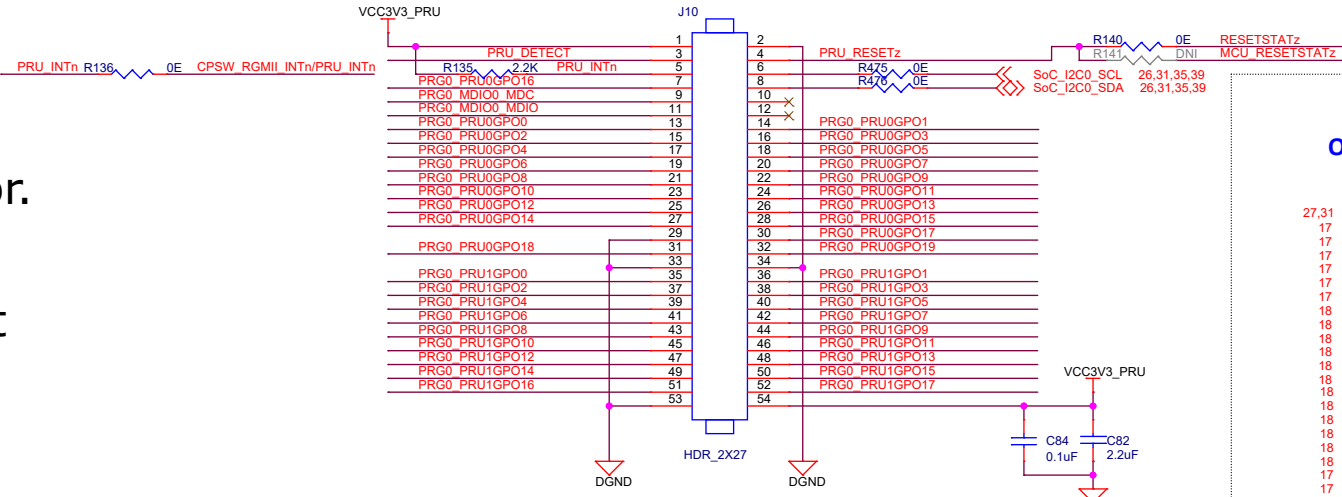 VCC3V3_PRU J10
1 2 R140 0E RESETSTATz
PRU_DETECT 3 4 PRU_RESETz R141 DNI MCU_RESETSTATz
PRU_INTn R136 0E CPSW_RGMII_INTn/PRU_INTn R135 2.2K PRU_INTn 5 6 R475 0E SoC_I2C0_SCL 26,31,35,39
PRG0_PRU0GPO16 7 8 R476 0E SoC_I2C0_SDA 26,31,35,39
PRG0_MDIO0_MDC 9 10
PRG0_MDIO0_MDIO 11 12
PRG0_PRU0GPO0 13 14 PRG0_PRU0GPO1
PRG0_PRU0GPO2 15 16 PRG0_PRU0GPO3
PRG0_PRU0GPO4 17 18 PRG0_PRU0GPO5
PRG0_PRU0GPO6 19 20 PRG0_PRU0GPO7
or. PRG0_PRU0GPO8 21 22 PRG0_PRU0GPO9
PRG0_PRU0GPO10 23 24 PRG0_PRU0GPO11
PRG0_PRU0GPO12 25 26 PRG0_PRU0GPO13 27,31
PRG0_PRU0GPO14 27 28 PRG0_PRU0GPO15 17
29 30 PRG0_PRU0GPO17 17
PRG0_PRU0GPO18 31 32 PRG0_PRU0GPO19 17
33 34 17
PRG0_PRU1GPO0 35 36 PRG0_PRU1GPO1 17
PRG0_PRU1GPO2 37 38 PRG0_PRU1GPO3 17
PRG0_PRU1GPO4 39 40 PRG0_PRU1GPO5 18
t PRG0_PRU1GPO6 41 42 PRG0_PRU1GPO7 18
PRG0_PRU1GPO8 43 44 PRG0_PRU1GPO9 18
PRG0_PRU1GPO10 45 46 PRG0_PRU1GPO11 18
PRG0_PRU1GPO12 47 48 PRG0_PRU1GPO13 18
PRG0_PRU1GPO14 49 50 PRG0_PRU1GPO15 VCC3V3_PRU 18
PRG0_PRU1GPO16 51 52 PRG0_PRU1GPO17 18
53 54 18
18
18
C84 C82 18
HDR_2X27 0.1uF 2.2uF 18
17
DGND DGND 17